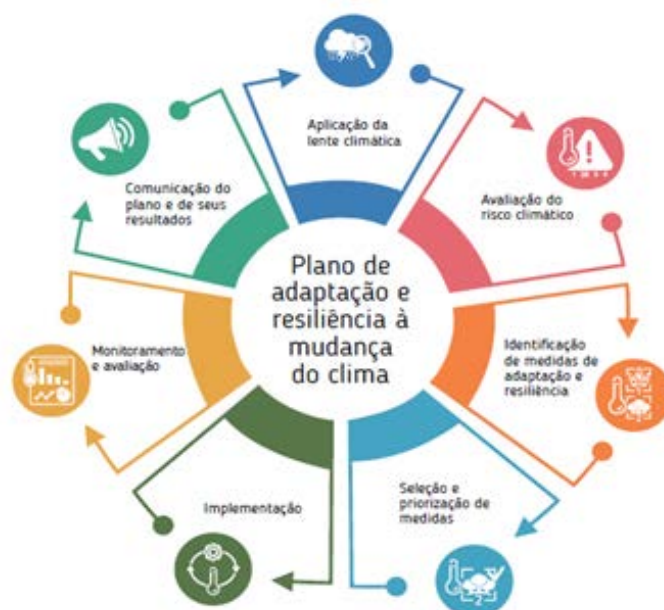 Aplicação da
lente climática
Avaliação do
risco climático
Identificação
de medidas de
adaptação e
resiliência
Seleção e
priorização de
medidas
Implementação
Monitoramento
e avaliação
Comunicação do
plano e de seus
resultados
Plano de
adaptação e
resiliência à
mudança
do clima